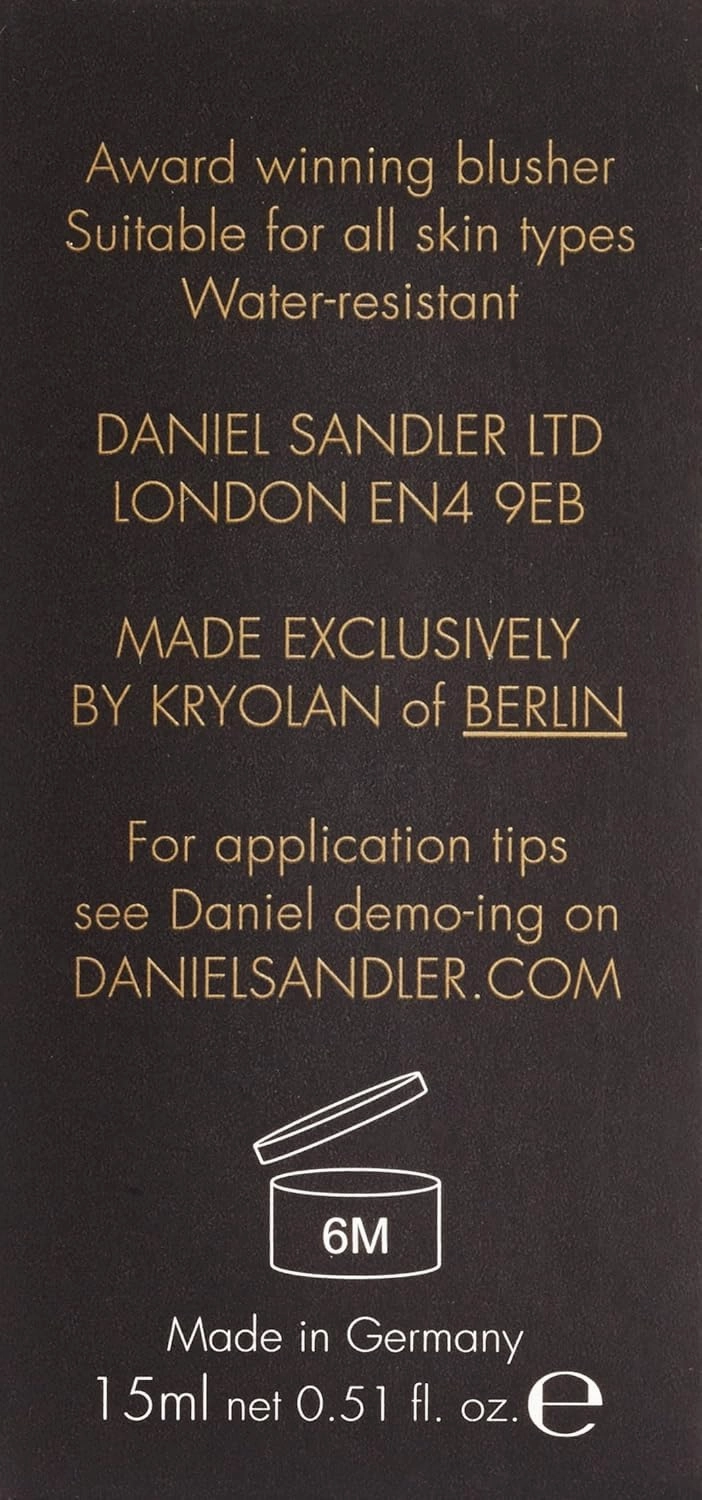 Award winning blusher
Suitable for all skin types
Water-resistant
DANIEL SANDLER LTD
LONDON EN4 9EB
MADE EXCLUSIVELY
BY KRYOLAN of BERLIN
For application tips
see Daniel demo-ing on
DANIELSANDLER.COM
6M
Made in Germany
15ml net 0.51 fl. oz. e